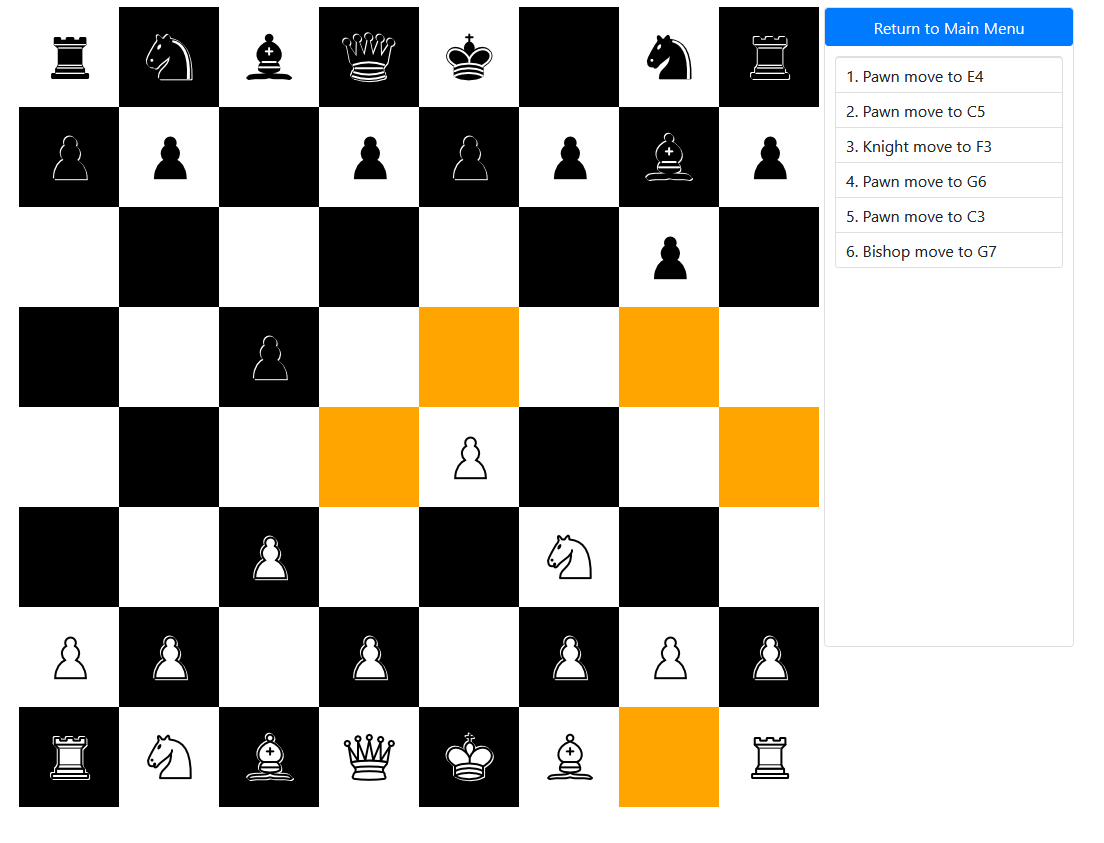 Return to Main Menu
1. Pawn move to E4
2. Pawn move to C5
3. Knight move to F3
4. Pawn move to G6
5. Pawn move to C3
6. Bishop move to G7